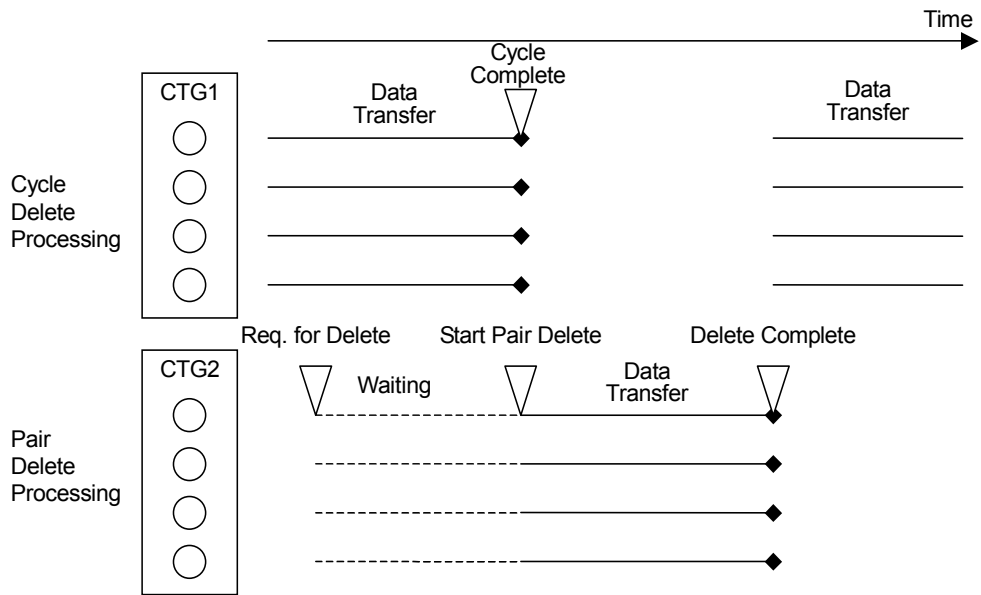 Time
Cycle
Complete
CTG1
Data
Transfer
Data
Transfer
Cycle
Delete
Processing
Req. for Delete
Start Pair Delete
Delete Complete
CTG2
Waiting
Data
Transfer
Pair
Delete
Processing